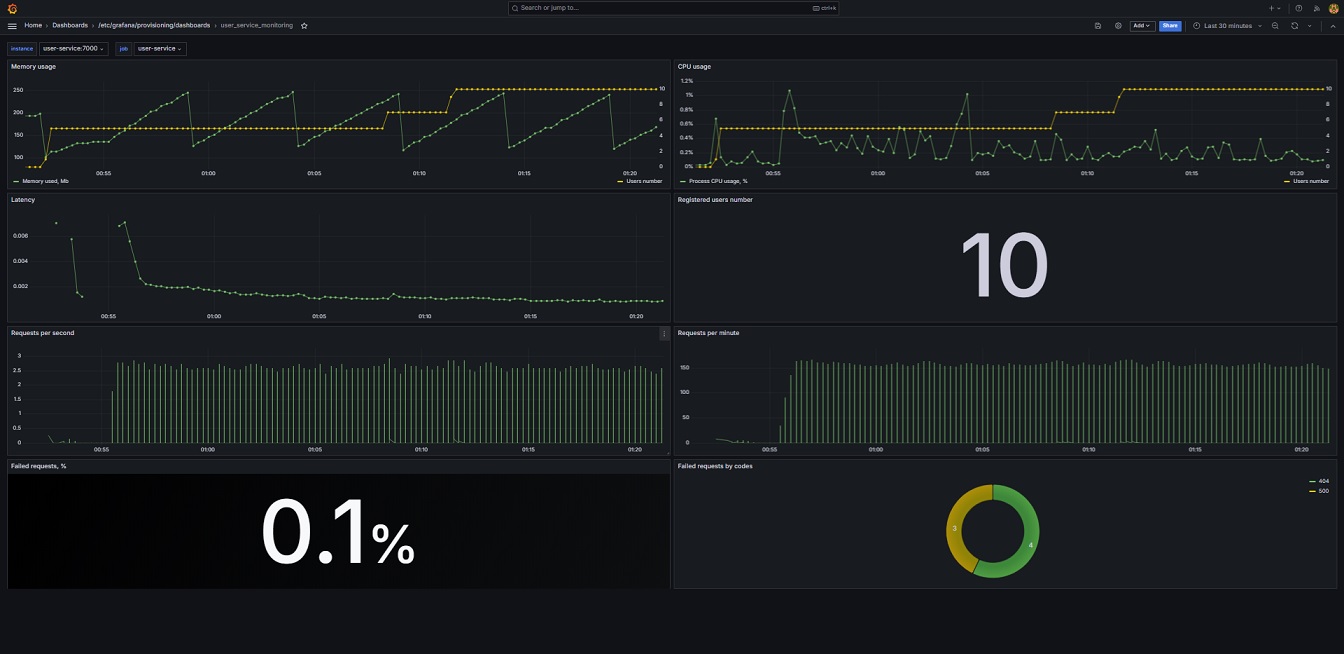 Search or jump to...
ctrl+k
Home › Dashboards › /etc/grafana/provisioning/dashboards › user_service_monitoring
Add
Share
Last 30 minutes
instance user-service:7000 job user-service
Memory usage
250
200
150
100
10
8
6
4
2
0
00:55 01:00 01:05 01:10 01:15 01:20
Memory used, Mb
Users number
CPU usage
1.2%
1%
0.8%
0.6%
0.4%
0.2%
0%
10
8
6
4
2
0
00:55 01:00 01:05 01:10 01:15 01:20
Process CPU usage, %
Users number
Latency
0.006
0.004
0.002
00:55 01:00 01:05 01:10 01:15 01:20
Registered users number
10
Requests per second
3
2.5
2
1.5
1
0.5
0
00:55 01:00 01:05 01:10 01:15 01:20
Requests per minute
150
100
50
0
00:55 01:00 01:05 01:10 01:15 01:20
Failed requests, %
0.1%
Failed requests by codes
404
500
3
4